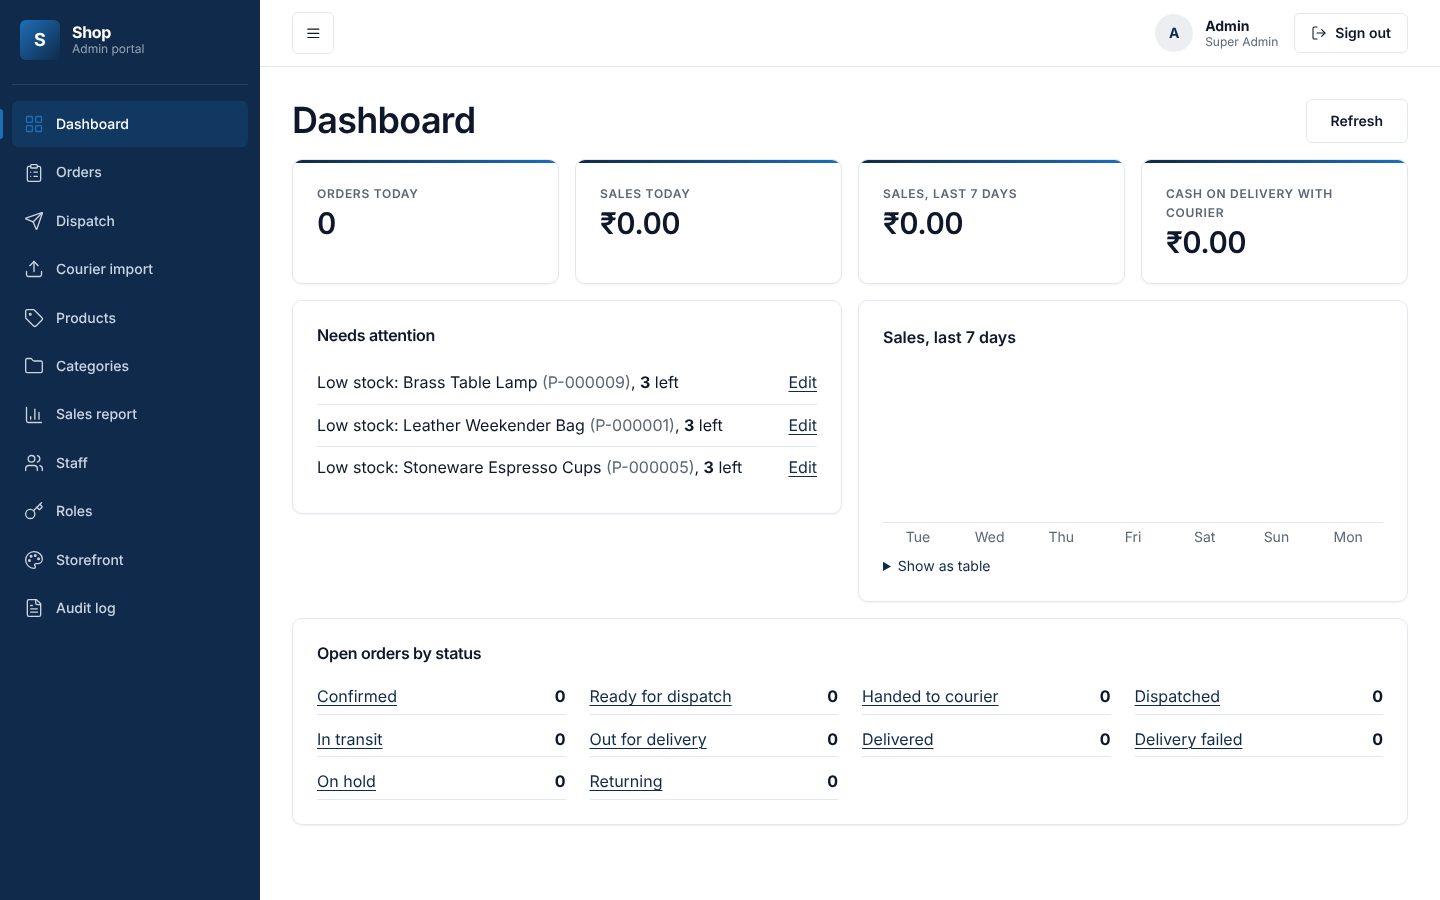 S
Shop
Admin portal
Dashboard
Orders
Dispatch
Courier import
Products
Categories
Sales report
Staff
Roles
Storefront
Audit log
A
Admin
Super Admin
Sign out
Dashboard
Refresh
ORDERS TODAY
0
SALES TODAY
₹0.00
SALES, LAST 7 DAYS
₹0.00
CASH ON DELIVERY WITH
COURIER
₹0.00
Needs attention
Low stock: Brass Table Lamp (P-000009), 3 left Edit
Low stock: Leather Weekender Bag (P-000001), 3 left Edit
Low stock: Stoneware Espresso Cups (P-000005), 3 left Edit
Sales, last 7 days
Tue Wed Thu Fri Sat Sun Mon
Show as table
Open orders by status
Confirmed 0 Ready for dispatch 0 Handed to courier 0 Dispatched 0
In transit 0 Out for delivery 0 Delivered 0 Delivery failed 0
On hold 0 Returning 0